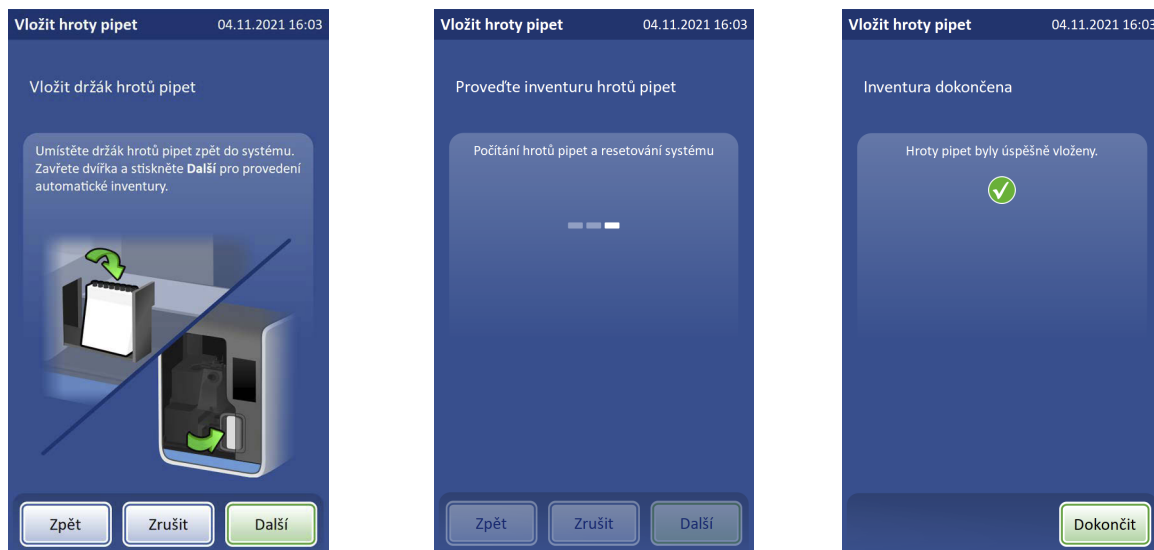 Vložit hroty pipet 04.11.2021 16:03
Vložit držák hrotů pipet
Umístěte držák hrotů pipet zpět do systému.
Zavřete dvířka a stiskněte Další pro provedení
automatické inventury.
Zpět Zrušit Další
Vložit hroty pipet 04.11.2021 16:03
Proveďte inventuru hrotů pipet
Počítání hrotů pipet a resetování systému
Zpět Zrušit Další
Vložit hroty pipet 04.11.2021 16:03
Inventura dokončena
Hroty pipet byly úspěšně vloženy.
Dokončit